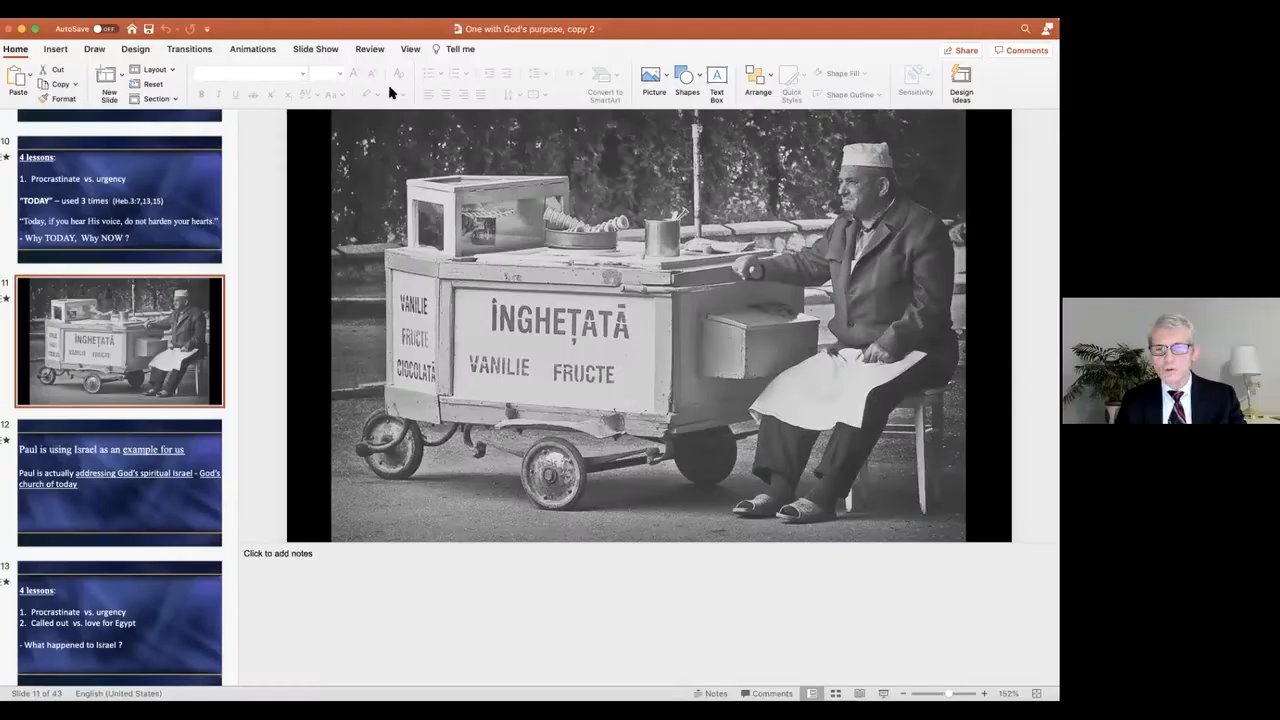 AutoSave OFF
One with God's purpose, copy 2
Home Insert Draw Design Transitions Animations Slide Show Review View Tell me
Share Comments
Paste
Cut
Copy
Format
New Slide
Layout
Reset
Section
Convert to SmartArt
Picture
Shapes
Text Box
Arrange
Quick Styles
Shape Fill
Shape Outline
Sensitivity
Design Ideas
10
4 lessons:
1. Procrastinate vs. urgency
"TODAY" – used 3 times (Heb.3:7,13,15)
"Today, if you hear His voice, do not harden your hearts."
- Why TODAY, Why NOW ?
11
ÎNGHEȚATĂ
VANILIE FRUCTE
12
Paul is using Israel as an example for us
Paul is actually addressing God's spiritual Israel - God's
church of today
13
4 lessons:
1. Procrastinate vs. urgency
2. Called out vs. love for Egypt
- What happened to Israel ?
VANILIE
FRUCTE
CIOCOLATĂ
ÎNGHEȚATĂ
VANILIE FRUCTE
Click to add notes
Slide 11 of 43 English (United States)
Notes Comments 152%